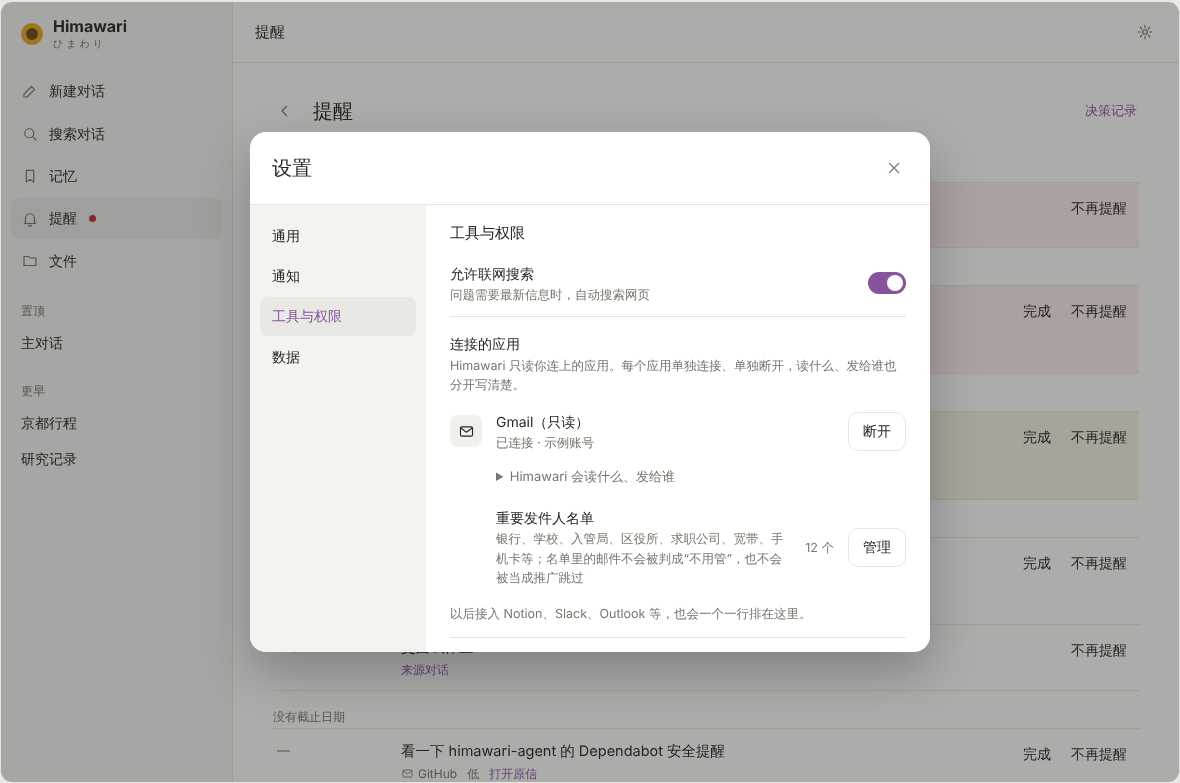 Himawari
ひまわり
新建对话
搜索对话
记忆
提醒
文件
置顶
主对话
更早
京都行程
研究记录
提醒
提醒
决策记录
不再提醒
完成 不再提醒
完成 不再提醒
完成 不再提醒
不再提醒
设置
通用
通知
工具与权限
数据
工具与权限
允许联网搜索
问题需要最新信息时，自动搜索网页
连接的应用
Himawari 只读你连上的应用。每个应用单独连接、单独断开，读什么、发给谁也
分开写清楚。
Gmail（只读）
已连接 · 示例账号
断开
▶ Himawari 会读什么、发给谁
重要发件人名单
银行、学校、入管局、区役所、求职公司、宽带、手
机卡等；名单里的邮件不会被判成“不用管”，也不会
被当成推广跳过
12 个
管理
以后接入 Notion、Slack、Outlook 等，也会一个一行排在这里。
来源对话
没有截止日期
— 看一下 himawari-agent 的 Dependabot 安全提醒
完成 不再提醒
GitHub 低 打开原信